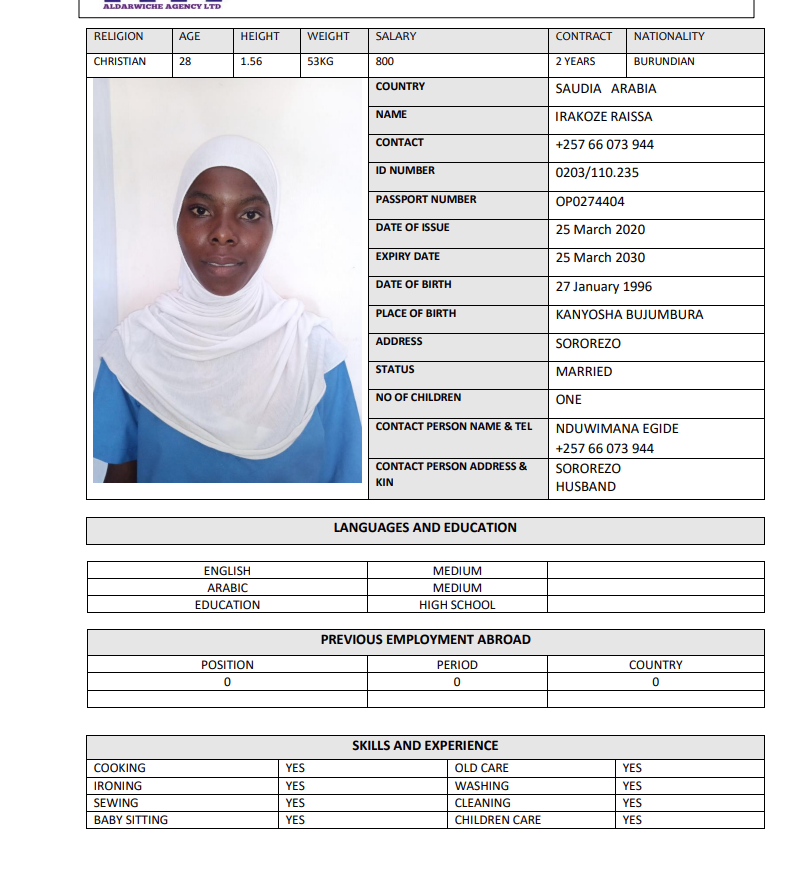 ALDARWICHE AGENCY LTD
RELIGION AGE HEIGHT WEIGHT SALARY CONTRACT NATIONALITY
CHRISTIAN 28 1.56 53KG 800 2 YEARS BURUNDIAN
COUNTRY SAUDIA ARABIA
NAME IRAKOZE RAISSA
CONTACT +257 66 073 944
ID NUMBER 0203/110.235
PASSPORT NUMBER OP0274404
DATE OF ISSUE 25 March 2020
EXPIRY DATE 25 March 2030
DATE OF BIRTH 27 January 1996
PLACE OF BIRTH KANYOSHA BUJUMBURA
ADDRESS SOROREZO
STATUS MARRIED
NO OF CHILDREN ONE
CONTACT PERSON NAME & TEL NDUWIMANA EGIDE
+257 66 073 944
CONTACT PERSON ADDRESS & SOROREZO
KIN HUSBAND
LANGUAGES AND EDUCATION
ENGLISH MEDIUM
ARABIC MEDIUM
EDUCATION HIGH SCHOOL
PREVIOUS EMPLOYMENT ABROAD
POSITION PERIOD COUNTRY
0 0 0
SKILLS AND EXPERIENCE
COOKING YES OLD CARE YES
IRONING YES WASHING YES
SEWING YES CLEANING YES
BABY SITTING YES CHILDREN CARE YES